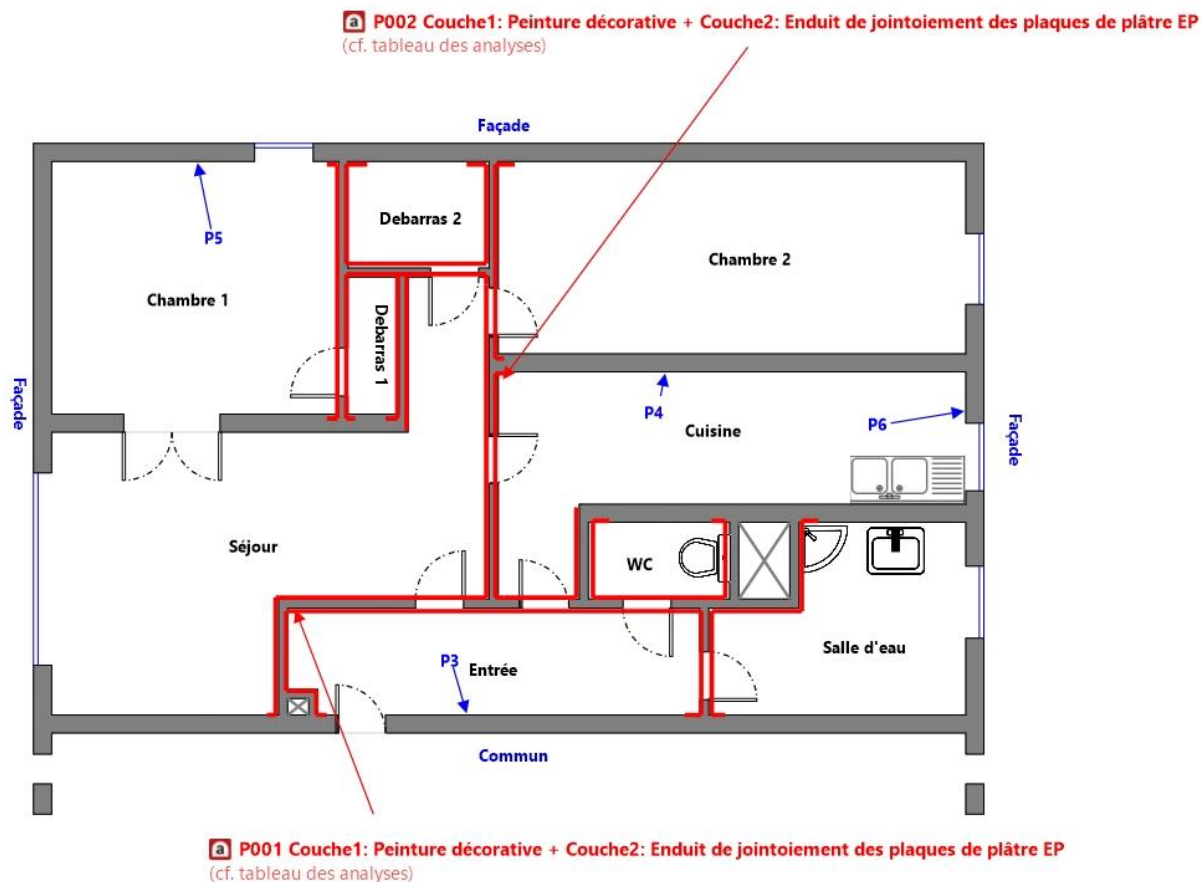 a P002 Couche1: Peinture décorative + Couche2: Enduit de jointoiement des plaques de plâtre EP
(cf. tableau des analyses)
Façade
Debarras 2
P5
Chambre 2
Chambre 1
Debarras 1
Façade
P4
P6
Façade
Cuisine
Séjour
WC
Salle d'eau
P3
Entrée
Commun
a P001 Couche1: Peinture décorative + Couche2: Enduit de jointoiement des plaques de plâtre EP
(cf. tableau des analyses)